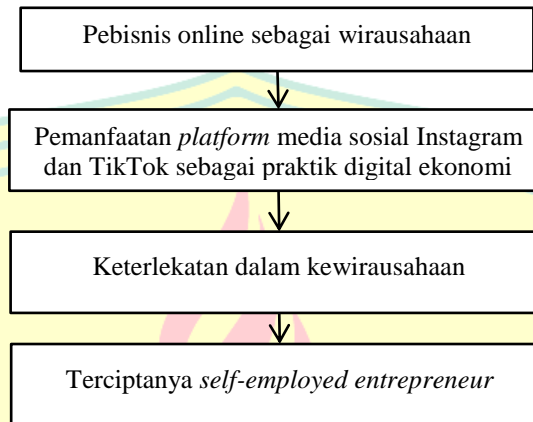 Pebisnis online sebagai wirausahaan
Pemanfaatan platform media sosial Instagram
dan TikTok sebagai praktik digital ekonomi
Keterlekatan dalam kewirausahaan
Terciptanya self-employed entrepreneur